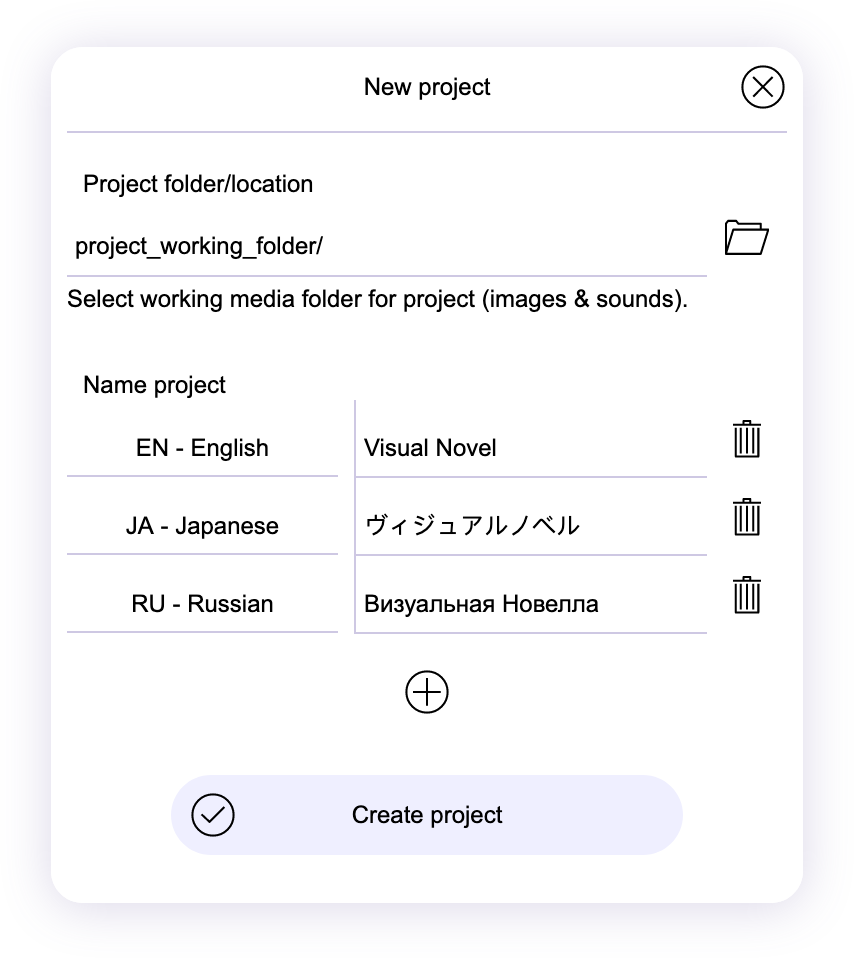 New project
Project folder/location
project_working_folder/
Select working media folder for project (images & sounds).
Name project
EN - English Visual Novel
JA - Japanese ヴィジュアルノベル
RU - Russian Визуальная Новелла
Create project